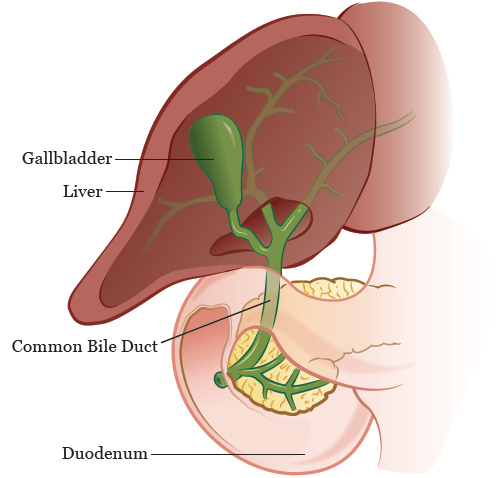 Gallbladder
Liver
Common Bile Duct
Duodenum